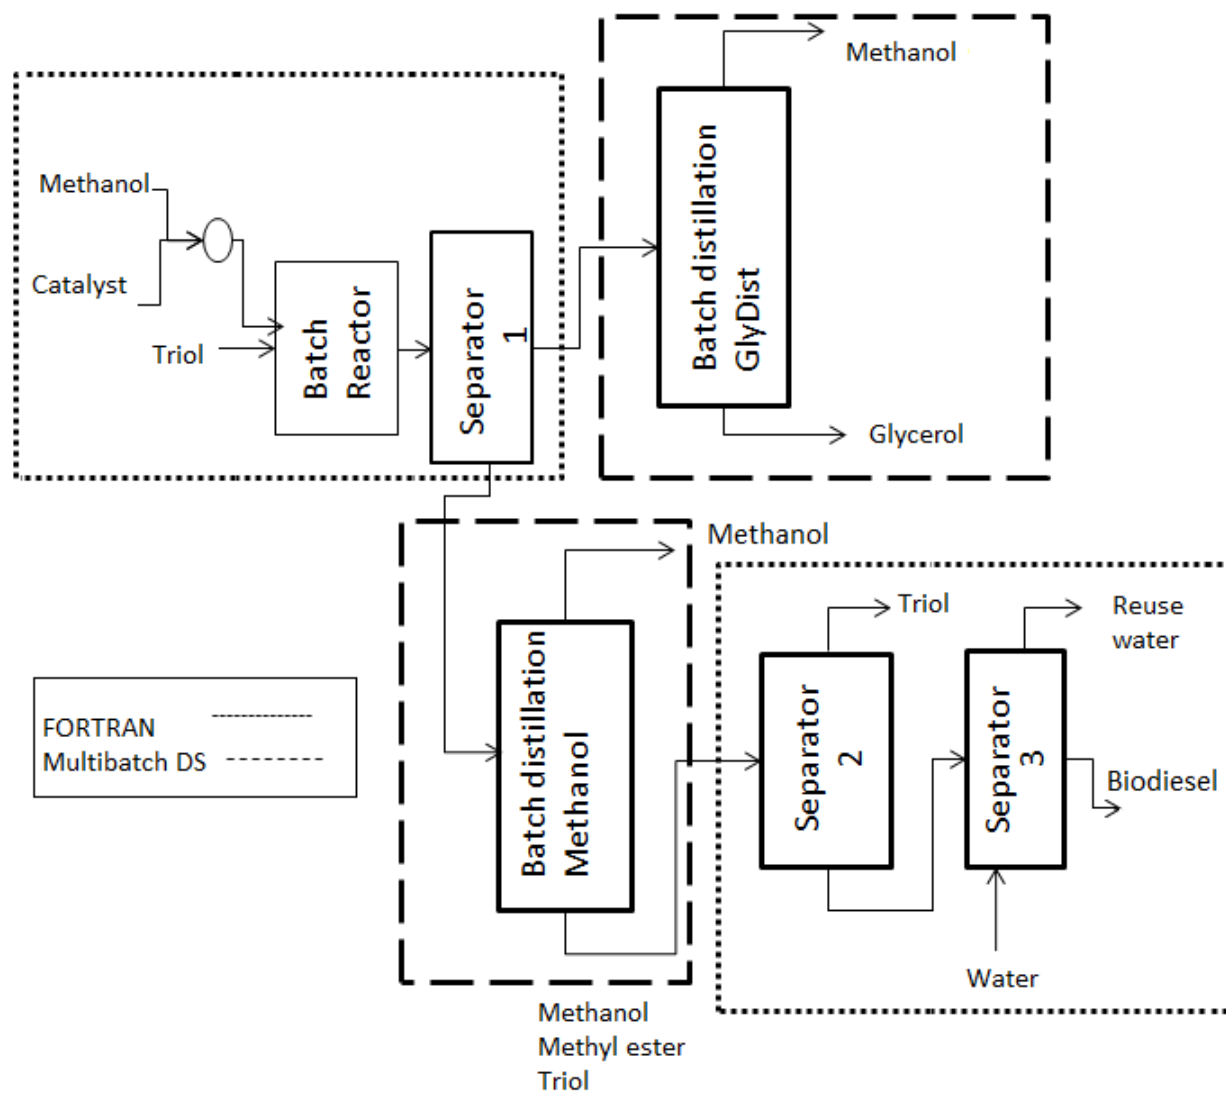 Methanol
Batch distillation
GlyDist
Methanol
Catalyst
Triol
Batch
Reactor
Separator
1
Glycerol
Methanol
Batch distillation
Methanol
Triol
Reuse
water
Separator
2
Separator
3
Biodiesel
Water
FORTRAN
Multibatch DS
Methanol
Methyl ester
Triol